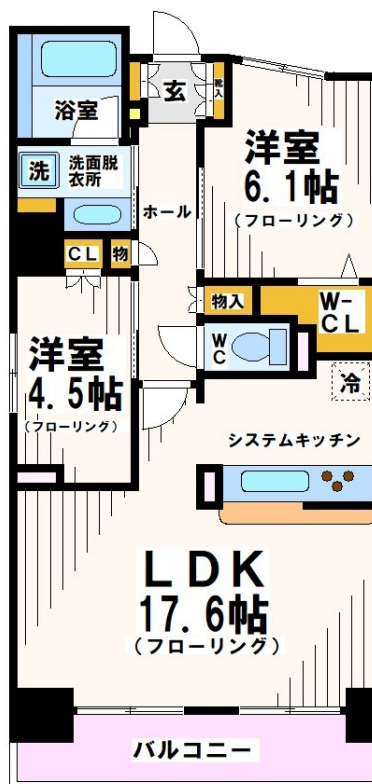 浴室
玄
靴入
洋室
6.1帖
(フローリング)
洗
洗面脱
衣所
ホール
CL
物
物入
W-
CL
洋室
4.5帖
(フローリング)
W
C
冷
システムキッチン
LDK
17.6帖
(フローリング)
バルコニー